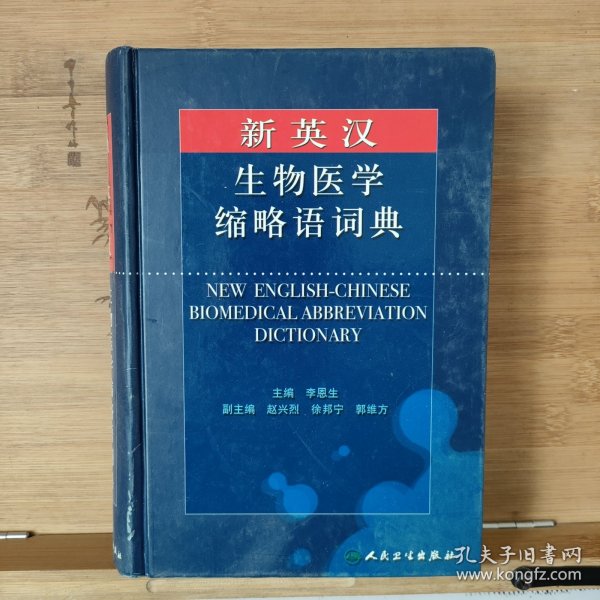 新英汉
生物医学
缩略语词典
NEW ENGLISH-CHINESE
BIOMEDICAL ABBREVIATION
DICTIONARY
主编 李恩生
副主编 赵兴烈 徐邦宁 郭维方
人民卫生出版社
孔夫子旧書网
www.kongfz.com